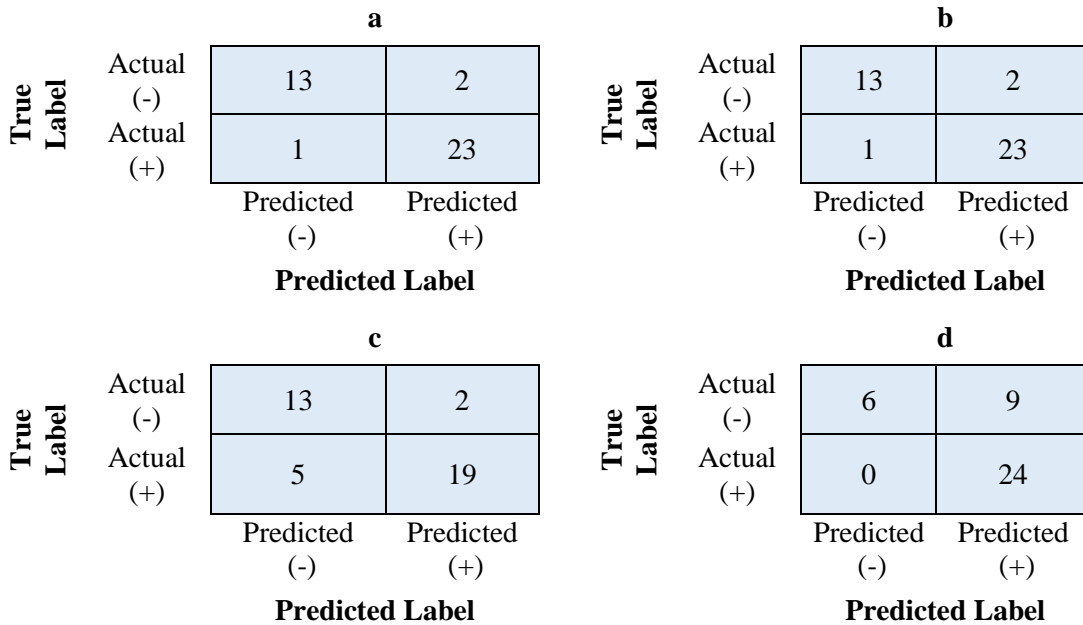 a
True
Label
Actual
(-)
13 2
Actual
(+)
1 23
Predicted Predicted
(-) (+)
Predicted Label
b
True
Label
Actual
(-)
13 2
Actual
(+)
1 23
Predicted Predicted
(-) (+)
Predicted Label
c
True
Label
Actual
(-)
13 2
Actual
(+)
5 19
Predicted Predicted
(-) (+)
Predicted Label
d
True
Label
Actual
(-)
6 9
Actual
(+)
0 24
Predicted Predicted
(-) (+)
Predicted Label